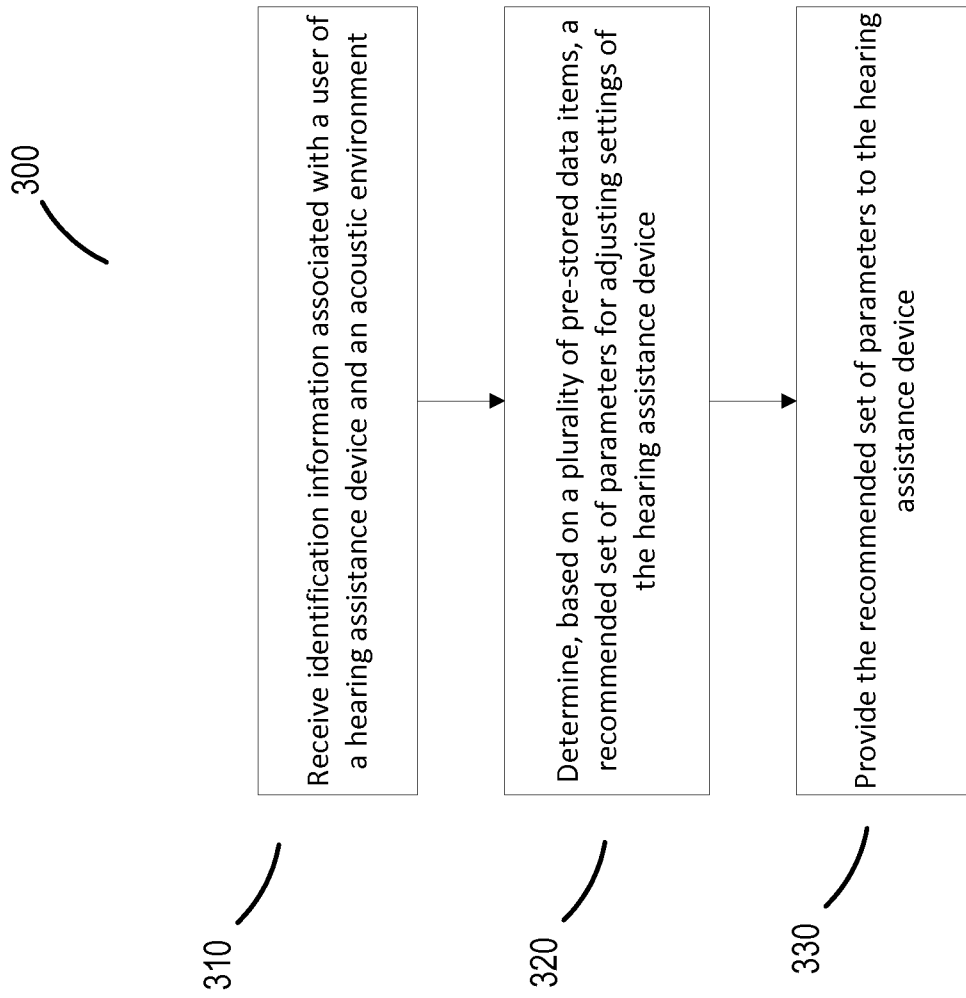 300
310
Receive identification information associated with a user of
a hearing assistance device and an acoustic environment
320
Determine, based on a plurality of pre-stored data items, a
recommended set of parameters for adjusting settings of
the hearing assistance device
330
Provide the recommended set of parameters to the hearing
assistance device